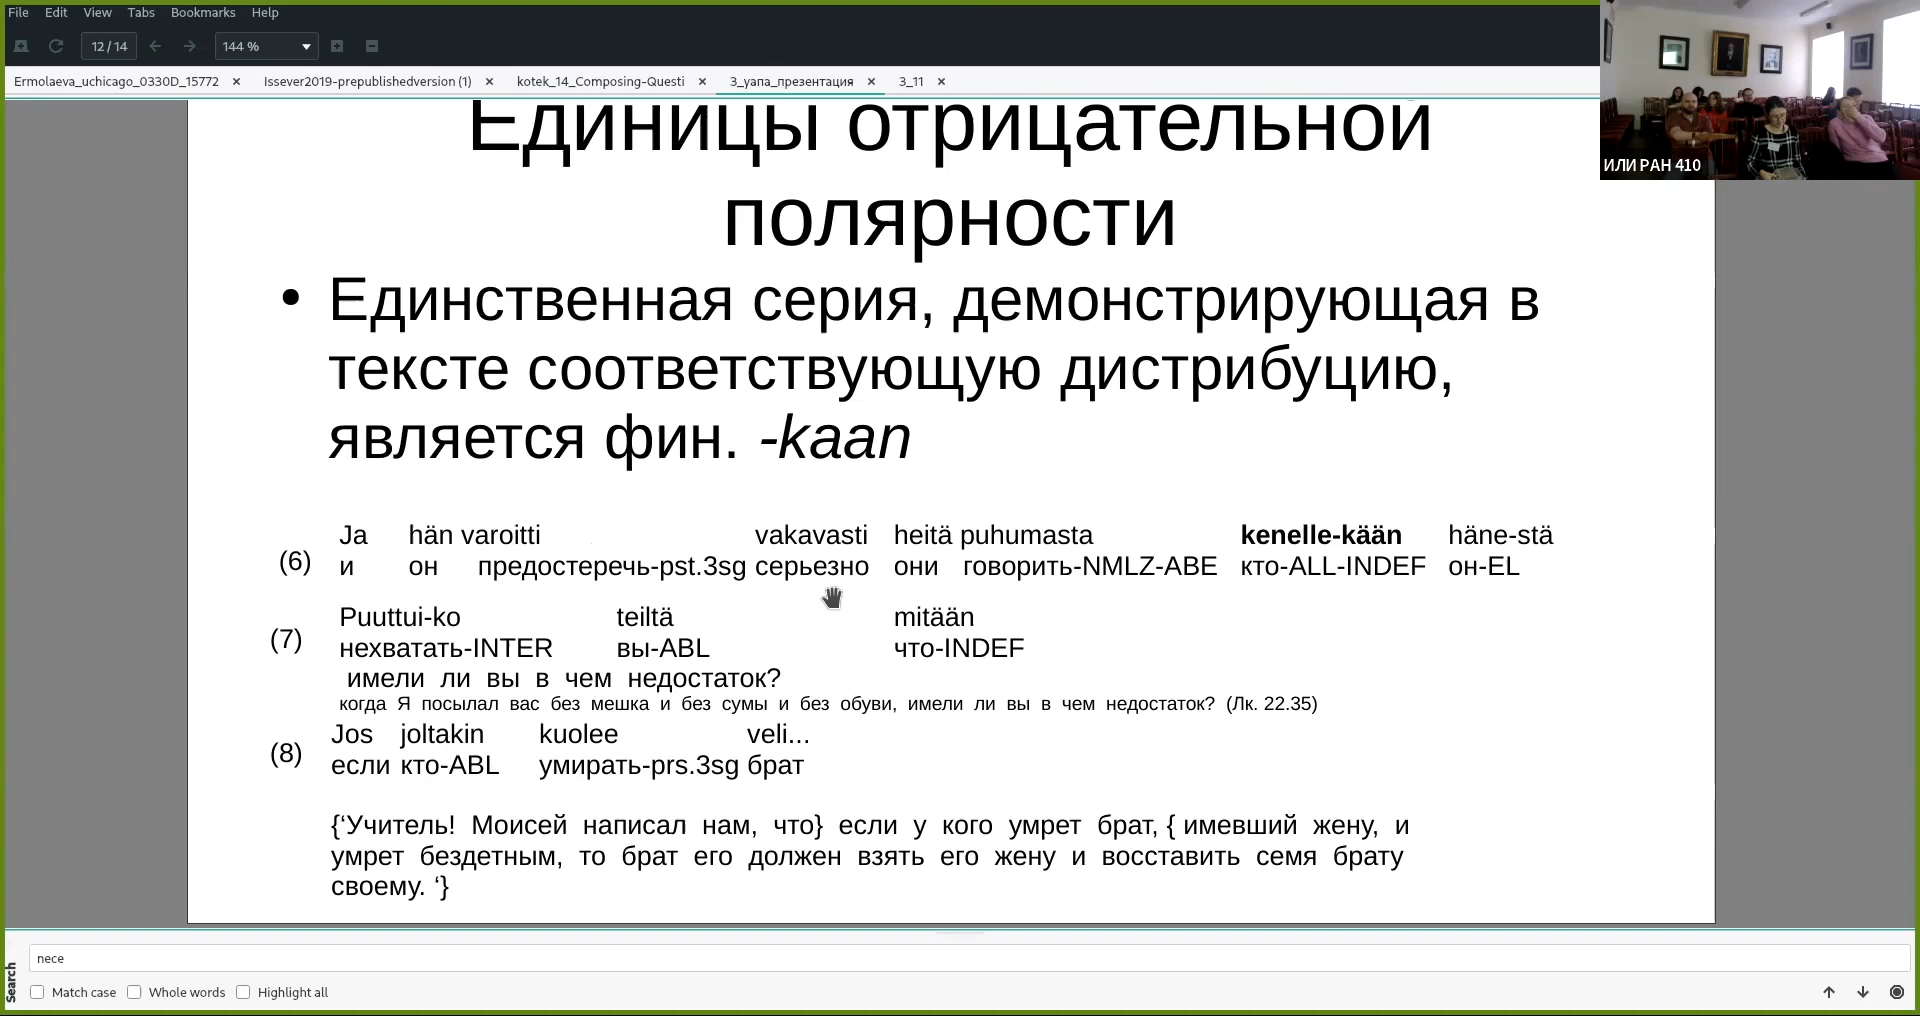 File Edit View Tabs Bookmarks Help
12 / 14 144 %
Ermolaeva_uchicago_0330D_15772 × Issever2019-prepublishedversion (1) × kotek_14_Composing-Questi × 3_уапа_презентация × 3_11 ×
ИЛИ РАН 410
Единицы отрицательной
полярности
• Единственная серия, демонстрирующая в
тексте соответствующую дистрибуцию,
является фин. -kaan
Ja hän varoitti vakavasti heitä puhumasta kenelle-kään häne-stä
(6) и он предостеречь-pst.3sg серьезно они говорить-NMLZ-ABE кто-ALL-INDEF он-EL
Puuttui-ko teiltä mitään
(7) нехватать-INTER вы-ABL что-INDEF
имели ли вы в чем недостаток?
когда Я посылал вас без мешка и без сумы и без обуви, имели ли вы в чем недостаток? (Лк. 22.35)
Jos joltakin kuolee veli...
(8) если кто-ABL умирать-prs.3sg брат
{‘Учитель! Моисей написал нам, что} если у кого умрет брат, { имевший жену, и
умрет бездетным, то брат его должен взять его жену и восставить семя брату
своему. ‘}
Search
nece
Match case Whole words Highlight all